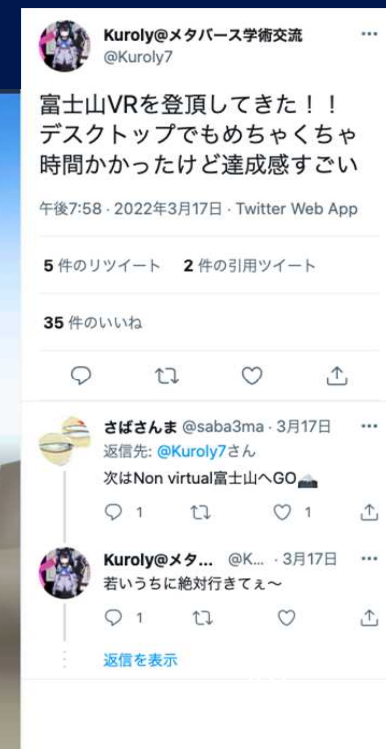 Kuroly@メタバース学術交流
@Kuroly7
富士山VRを登頂してきた！！
デスクトップでもめちゃくちゃ
時間かかったけど達成感すごい
午後7:58 · 2022年3月17日 · Twitter Web App
5 件のリツイート 2 件の引用ツイート
35 件のいいね
さばさんま @saba3ma · 3月17日
返信先: @Kuroly7さん
次はNon virtual富士山へGO🗻
1 1
Kuroly@メタ... @K... · 3月17日
若いうちに絶対行きてぇ〜
1
返信を表示